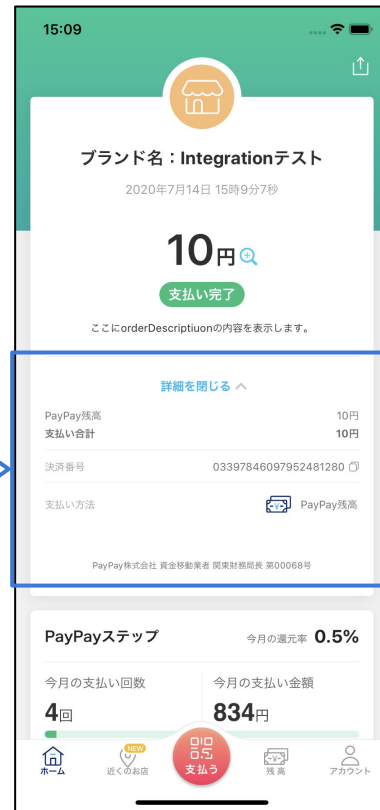 15:09
ブランド名：Integrationテスト
2020年7月14日 15時9分7秒
10円
支払い完了
ここにorderDescriptiuonの内容を表示します。
詳細を閉じる
PayPay残高 10円
支払い合計 10円
決済番号 03397846097952481280
支払い方法 PayPay残高
PayPay株式会社 資金移動業者 関東財務局長 第00068号
PayPayステップ 今月の還元率 0.5%
今月の支払い回数 今月の支払い金額
4回 834円
NEW
ホーム 近くのお店 支払う 残高 アカウント